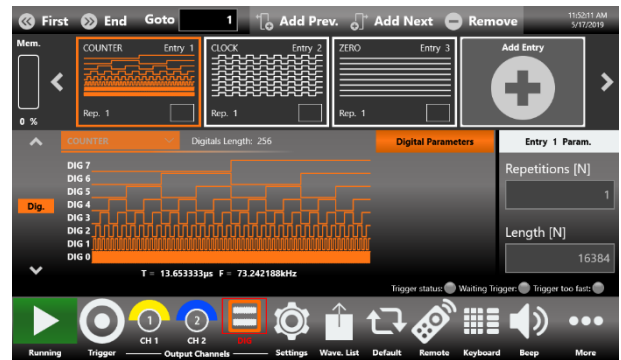 First End Goto 1 Add Prev. Add Next Remove 11:52:11 AM
5/17/2019
Mem.
COUNTER Entry 1 CLOCK Entry 2 ZERO Entry 3 Add Entry
Rep. 1 Rep. 1 Rep. 1
0 %
COUNTER Digitals Length: 256 Digital Parameters Entry 1 Param.
DIG 7
DIG 6
DIG 5
DIG 4
DIG 3
DIG 2
DIG 1
DIG 0
Dig.
Repetitions [N]
1
Length [N]
16384
T = 13.653333µs F = 73.242188kHz
Trigger status: Waiting Trigger: Trigger too fast:
1 2
CH 1 CH 2 DIG
Running Trigger Output Channels Settings Wave. List Default Remote Keyboard Beep More